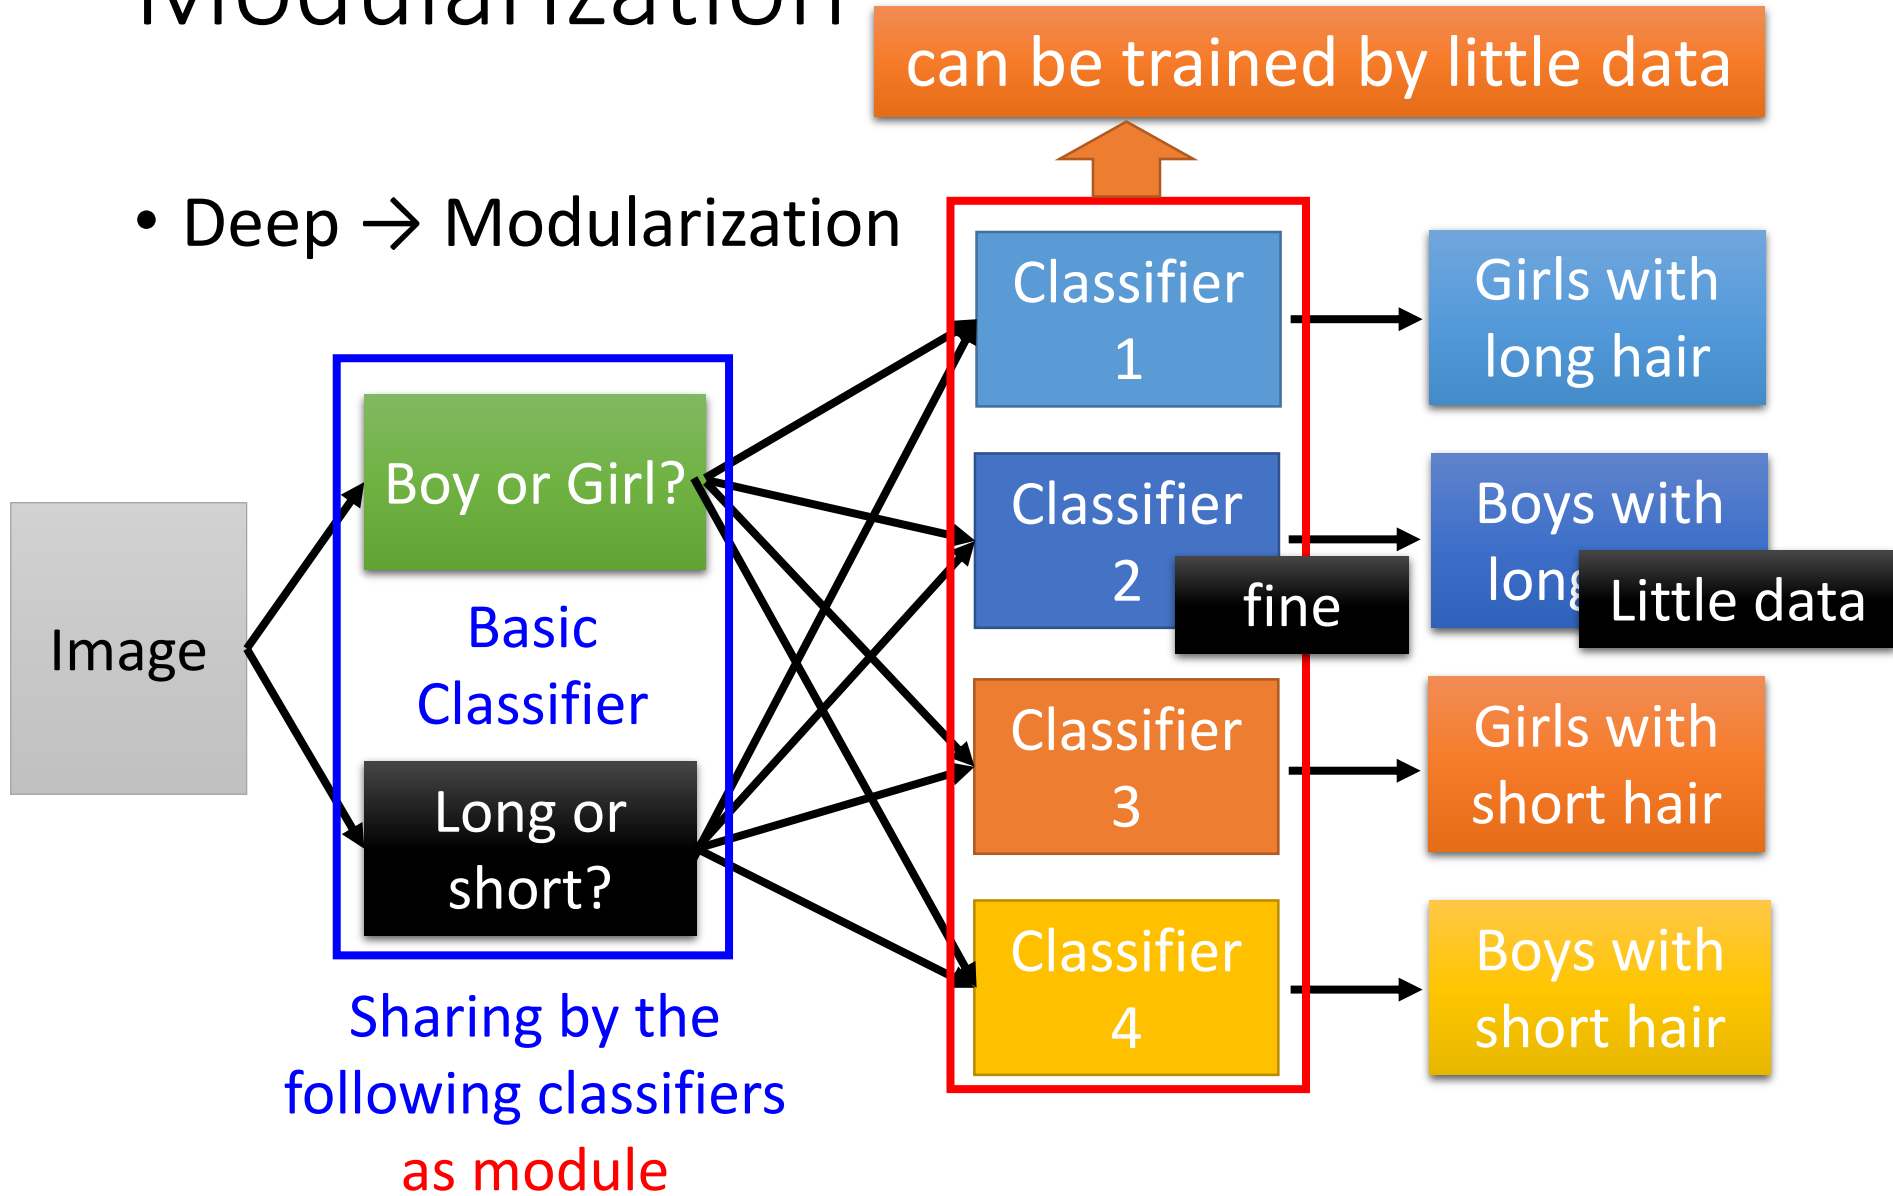 Modularization
can be trained by little data
• Deep → Modularization
Image
Boy or Girl?
Basic
Classifier
Long or
short?
Sharing by the
following classifiers
as module
Classifier
1
Girls with
long hair
Classifier
2
fine
Boys with
long
Little data
Classifier
3
Girls with
short hair
Classifier
4
Boys with
short hair